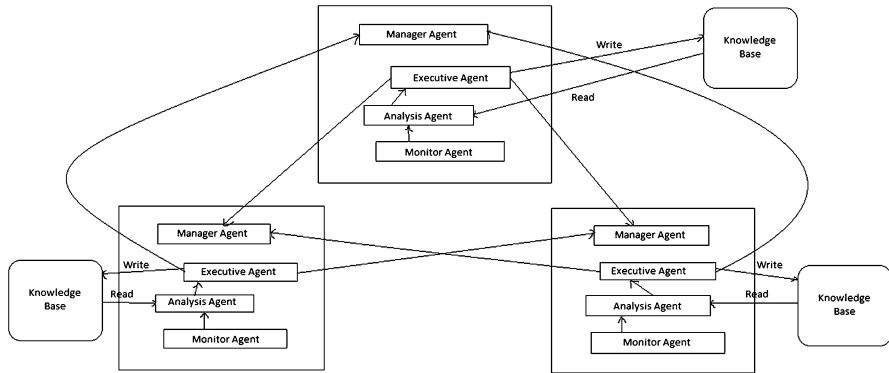 Manager Agent
Write
Knowledge
Base
Executive Agent
Read
Analysis Agent
Monitor Agent
Manager Agent
Write
Executive Agent
Knowledge
Base
Read
Analysis Agent
Monitor Agent
Manager Agent
Executive Agent
Write
Knowledge
Base
Read
Analysis Agent
Monitor Agent